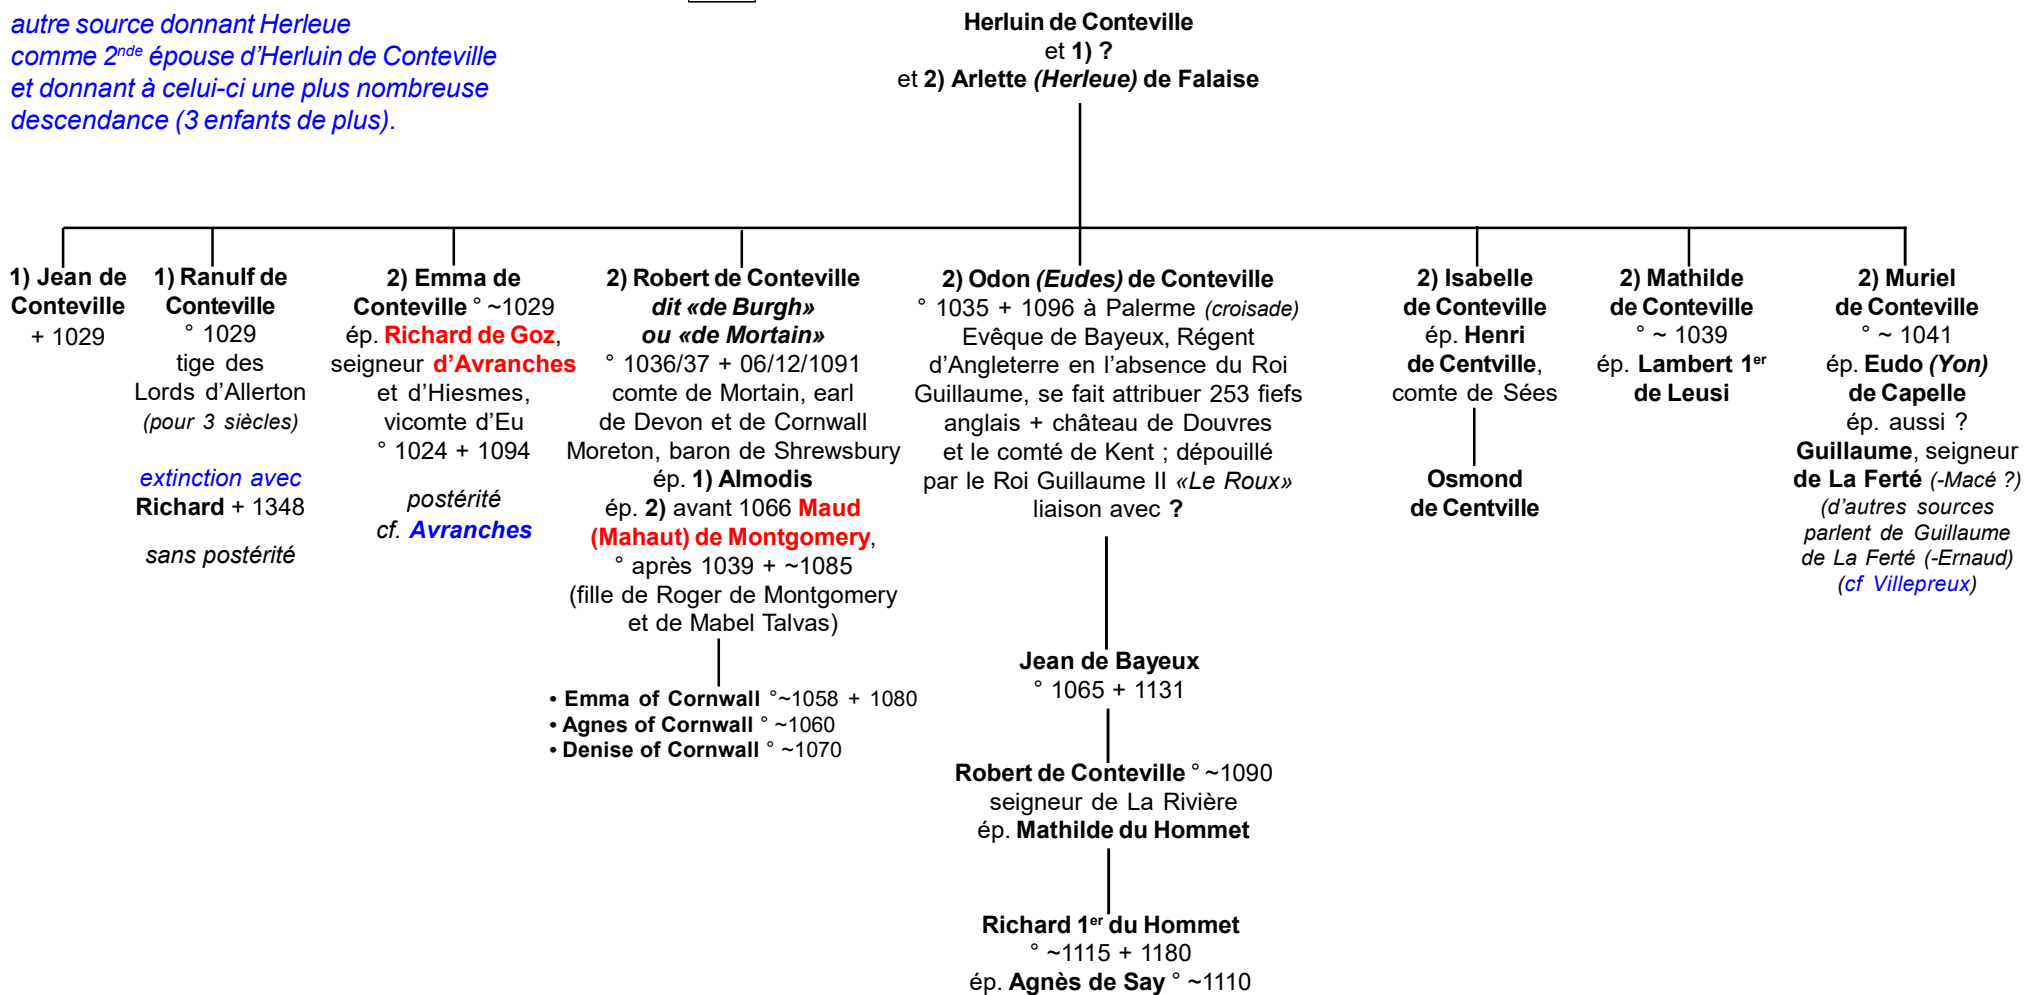 autre source donnant Herleue
comme 2nde épouse d'Herluin de Conteville
et donnant à celui-ci une plus nombreuse
descendance (3 enfants de plus).
Herluin de Conteville
et 1) ?
et 2) Arlette (Herleue) de Falaise
1) Jean de
Conteville
+ 1029
1) Ranulf de
Conteville
° 1029
tige des
Lords d'Allerton
(pour 3 siècles)
extinction avec
Richard + 1348
sans postérité
2) Emma de
Conteville ° ~1029
ép. Richard de Goz,
seigneur d'Avranches
et d'Hiesmes,
vicomte d'Eu
° 1024 + 1094
postérité
cf. Avranches
2) Robert de Conteville
dit «de Burgh»
ou «de Mortain»
° 1036/37 + 06/12/1091
comte de Mortain, earl
de Devon et de Cornwall
Moreton, baron de Shrewsbury
ép. 1) Almodis
ép. 2) avant 1066 Maud
(Mahaut) de Montgomery,
° après 1039 + ~1085
(fille de Roger de Montgomery
et de Mabel Talvas)
• Emma of Cornwall °~1058 + 1080
• Agnes of Cornwall ° ~1060
• Denise of Cornwall ° ~1070
2) Odon (Eudes) de Conteville
° 1035 + 1096 à Palerme (croisade)
Evêque de Bayeux, Régent
d'Angleterre en l'absence du Roi
Guillaume, se fait attribuer 253 fiefs
anglais + château de Douvres
et le comté de Kent ; dépouillé
par le Roi Guillaume II «Le Roux»
liaison avec ?
Jean de Bayeux
° 1065 + 1131
Robert de Conteville ° ~1090
seigneur de La Rivière
ép. Mathilde du Hommet
Richard 1er du Hommet
° ~1115 + 1180
ép. Agnès de Say ° ~1110
2) Isabelle
de Conteville
ép. Henri
de Centville,
comte de Sées
Osmond
de Centville
2) Mathilde
de Conteville
° ~ 1039
ép. Lambert 1er
de Leusi
2) Muriel
de Conteville
° ~ 1041
ép. Eudo (Yon)
de Capelle
ép. aussi ?
Guillaume, seigneur
de La Ferté (-Macé ?)
(d'autres sources
parlent de Guillaume
de La Ferté (-Ernaud)
(cf Villepreux)